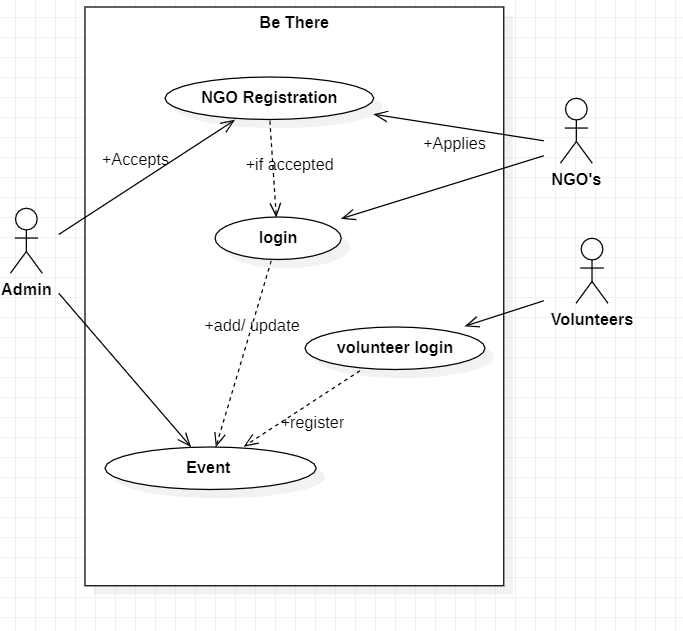 Be There
NGO Registration
+Accepts
+if accepted
+Applies
NGO's
login
Admin
+add/ update
volunteer login
Volunteers
+register
Event